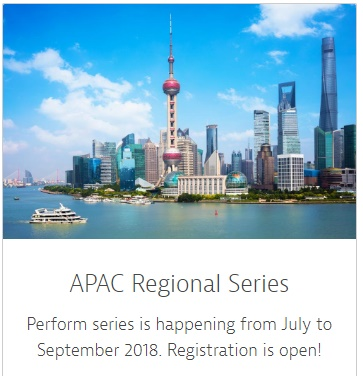 APAC Regional Series
Perform series is happening from July to
September 2018. Registration is open!